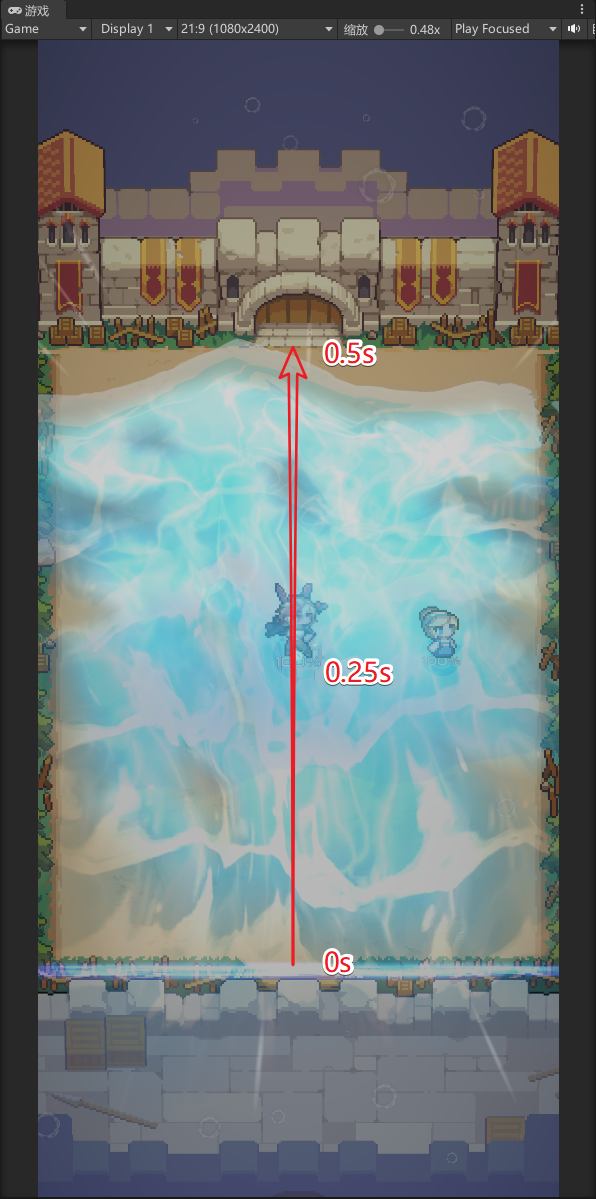 游戏
Game Display 1 21:9 (1080x2400) 缩放 0.48x Play Focused
0.5s
0.25s
100%
0s